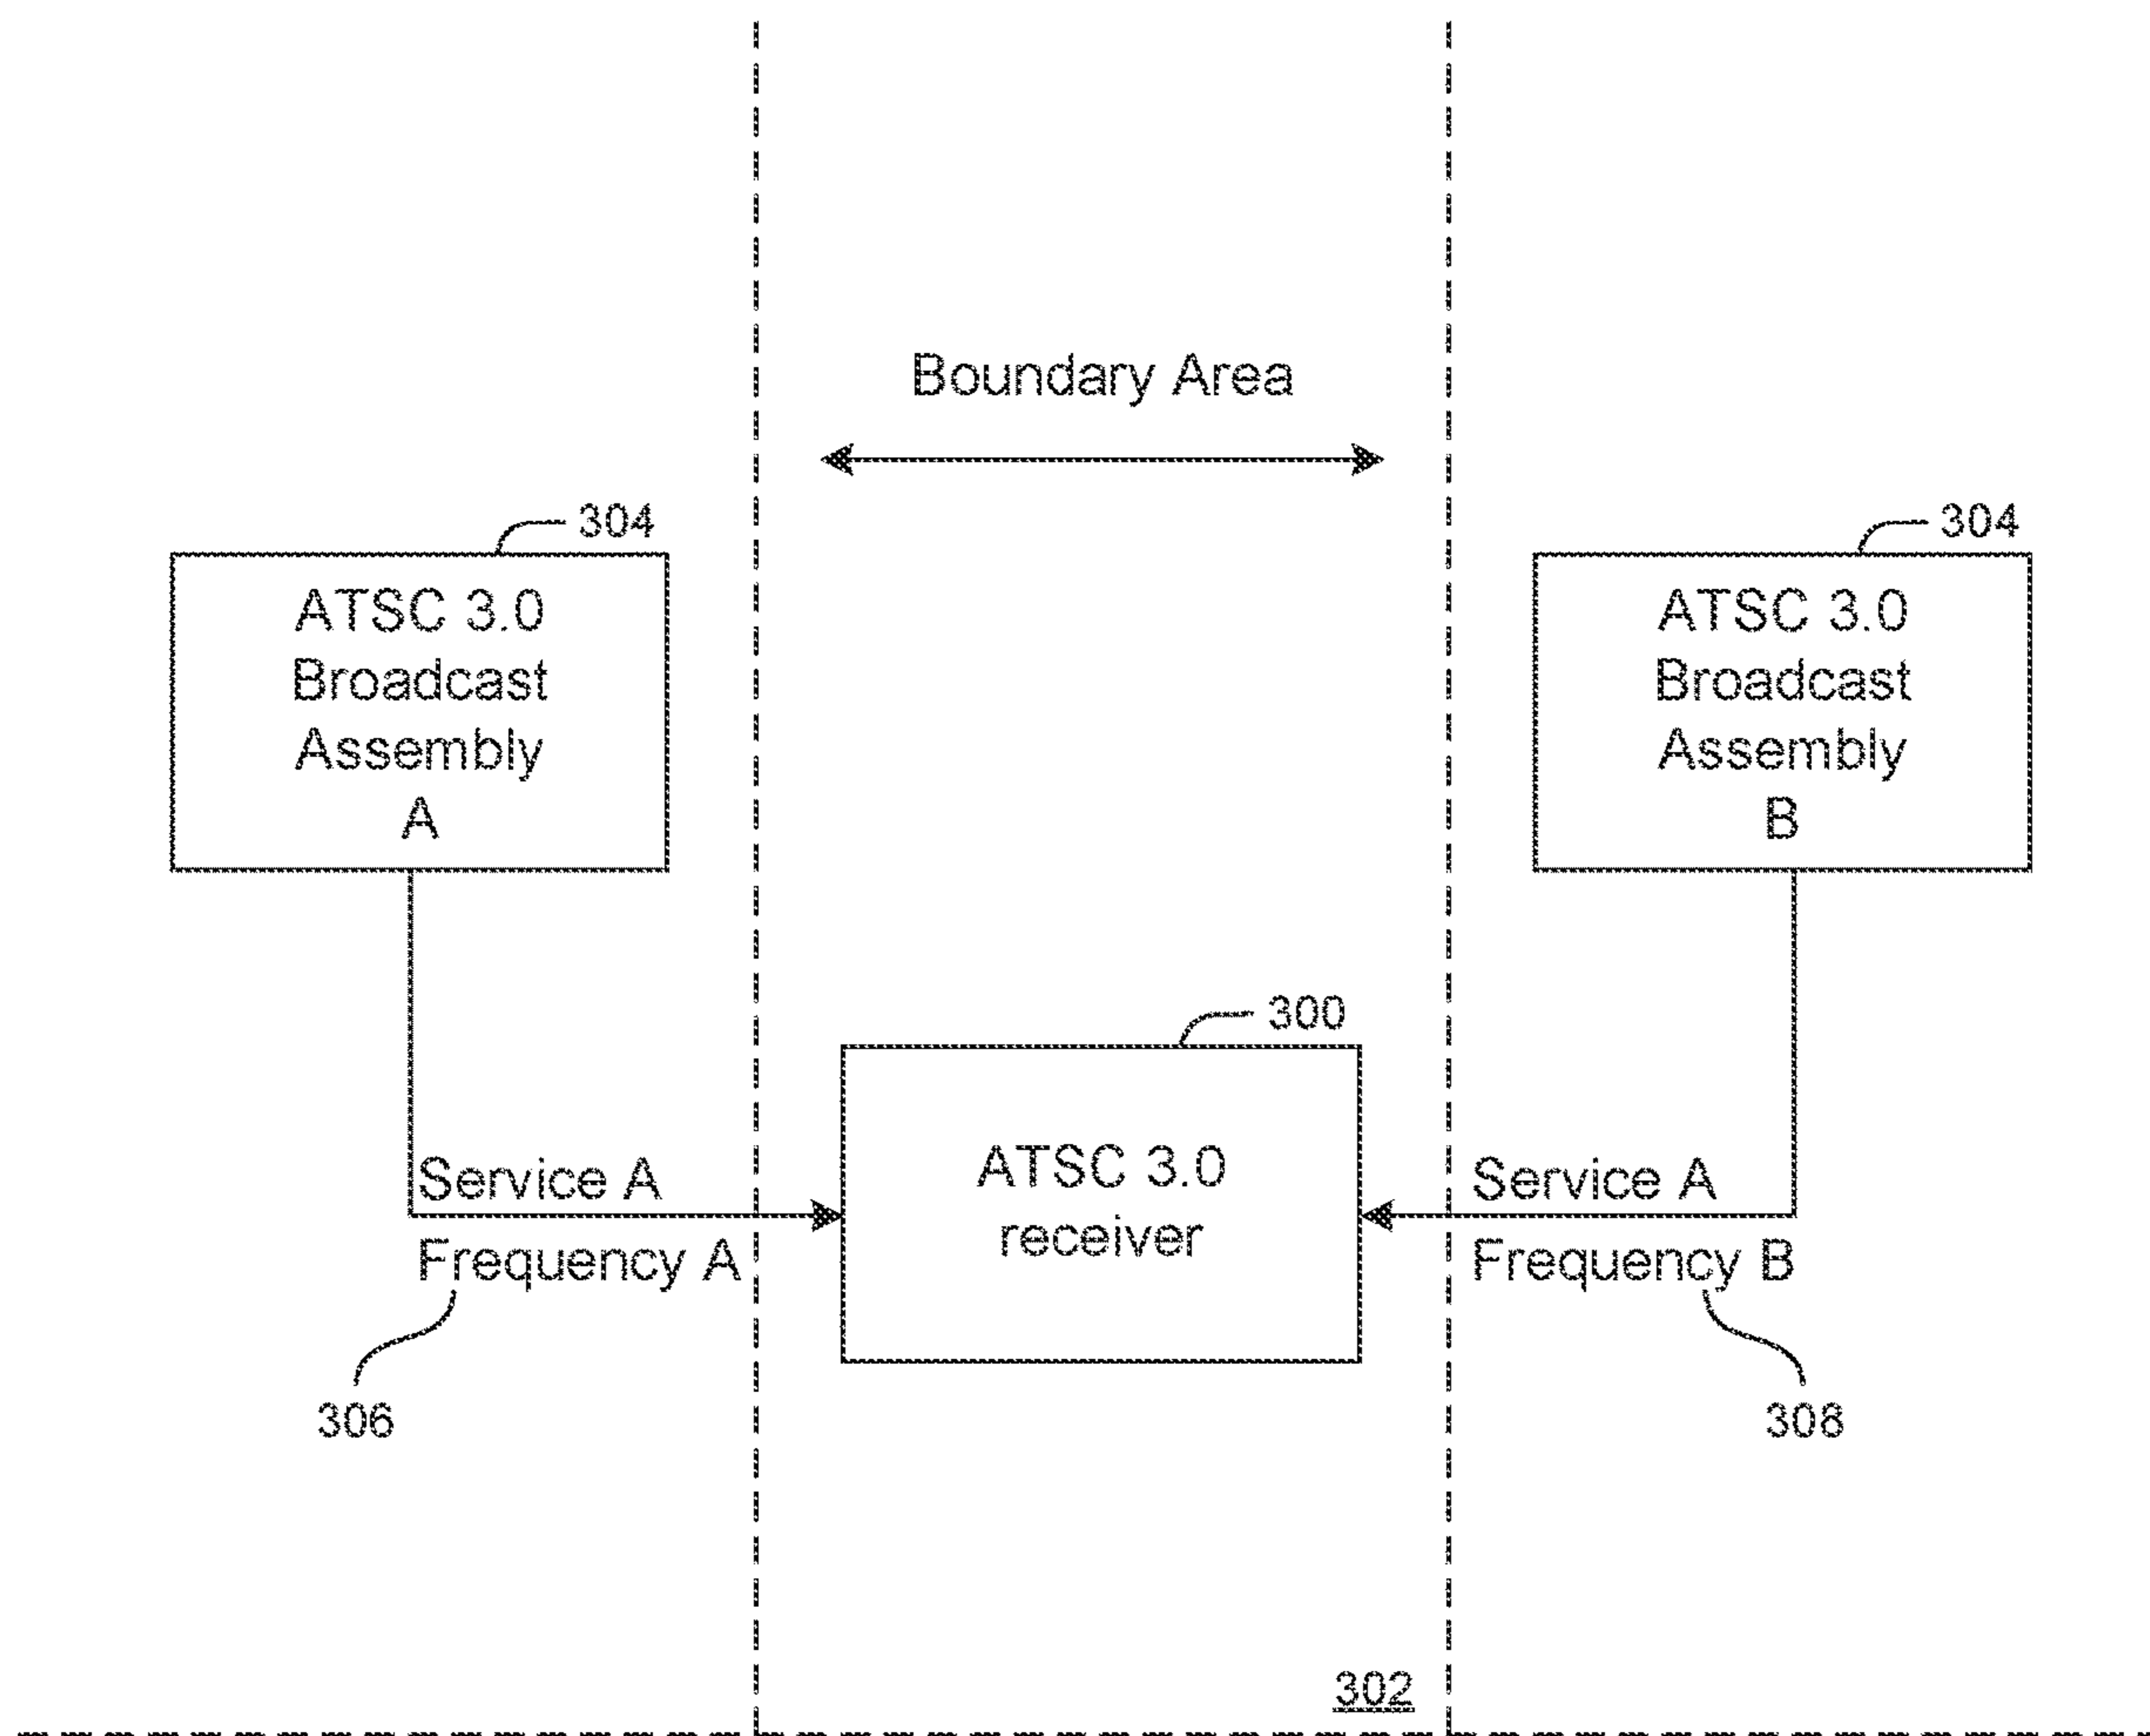 Boundary Area
304
304
ATSC 3.0
Broadcast
Assembly
A
ATSC 3.0
Broadcast
Assembly
B
300
ATSC 3.0
receiver
Service A
Frequency A
Service A
Frequency B
306
308
302